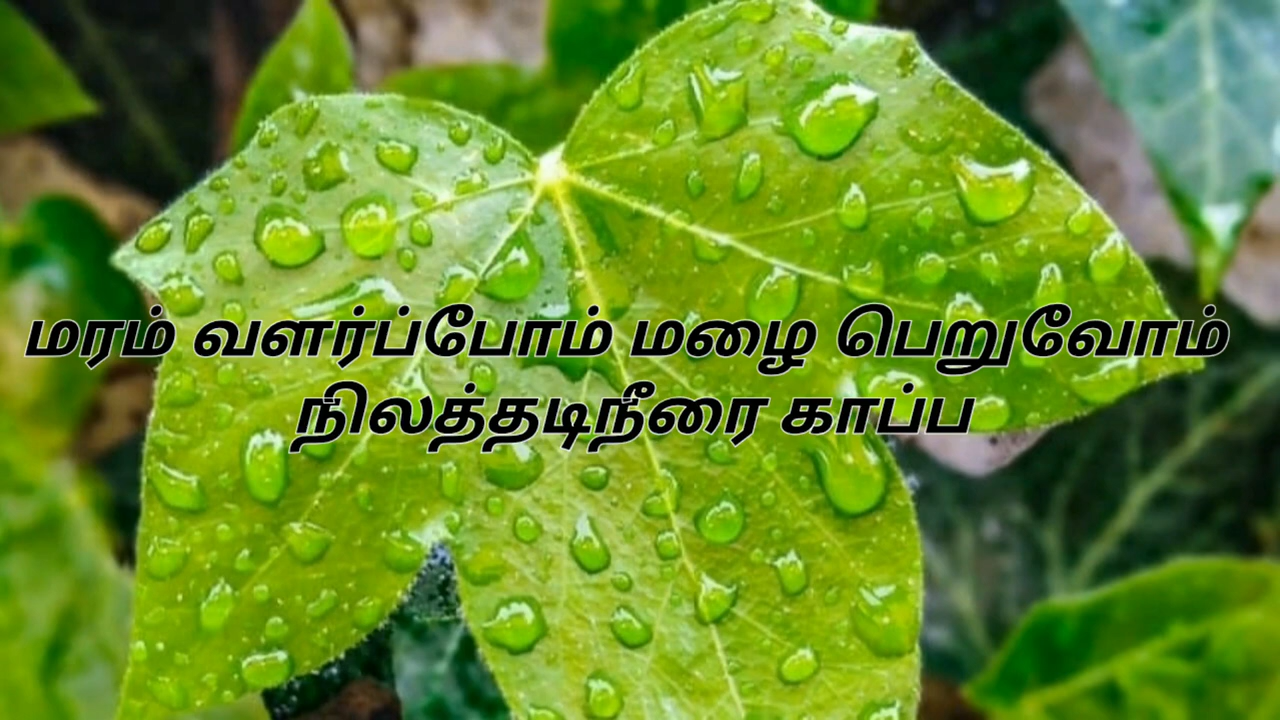 மரம் வளர்ப்போம் மழை பெறுவோம்
நிலத்தடிநீரை காப்ப